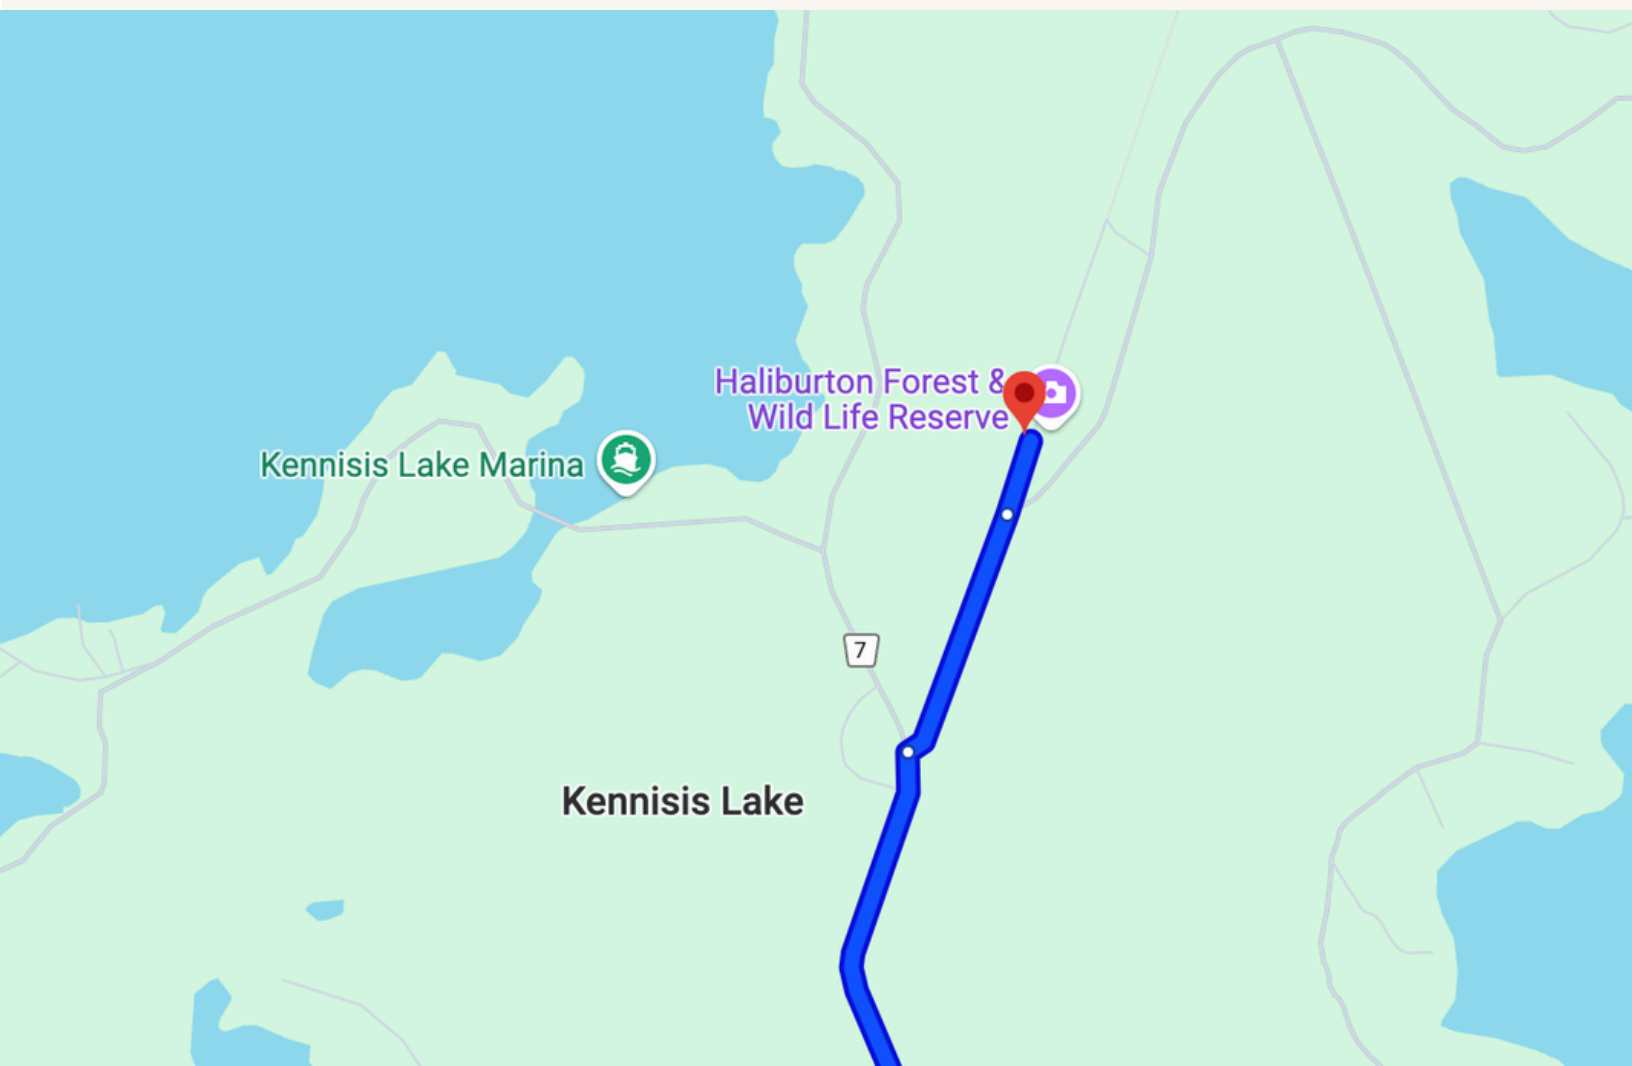 Haliburton Forest &
Wild Life Reserve
Kennisis Lake Marina
7
Kennisis Lake